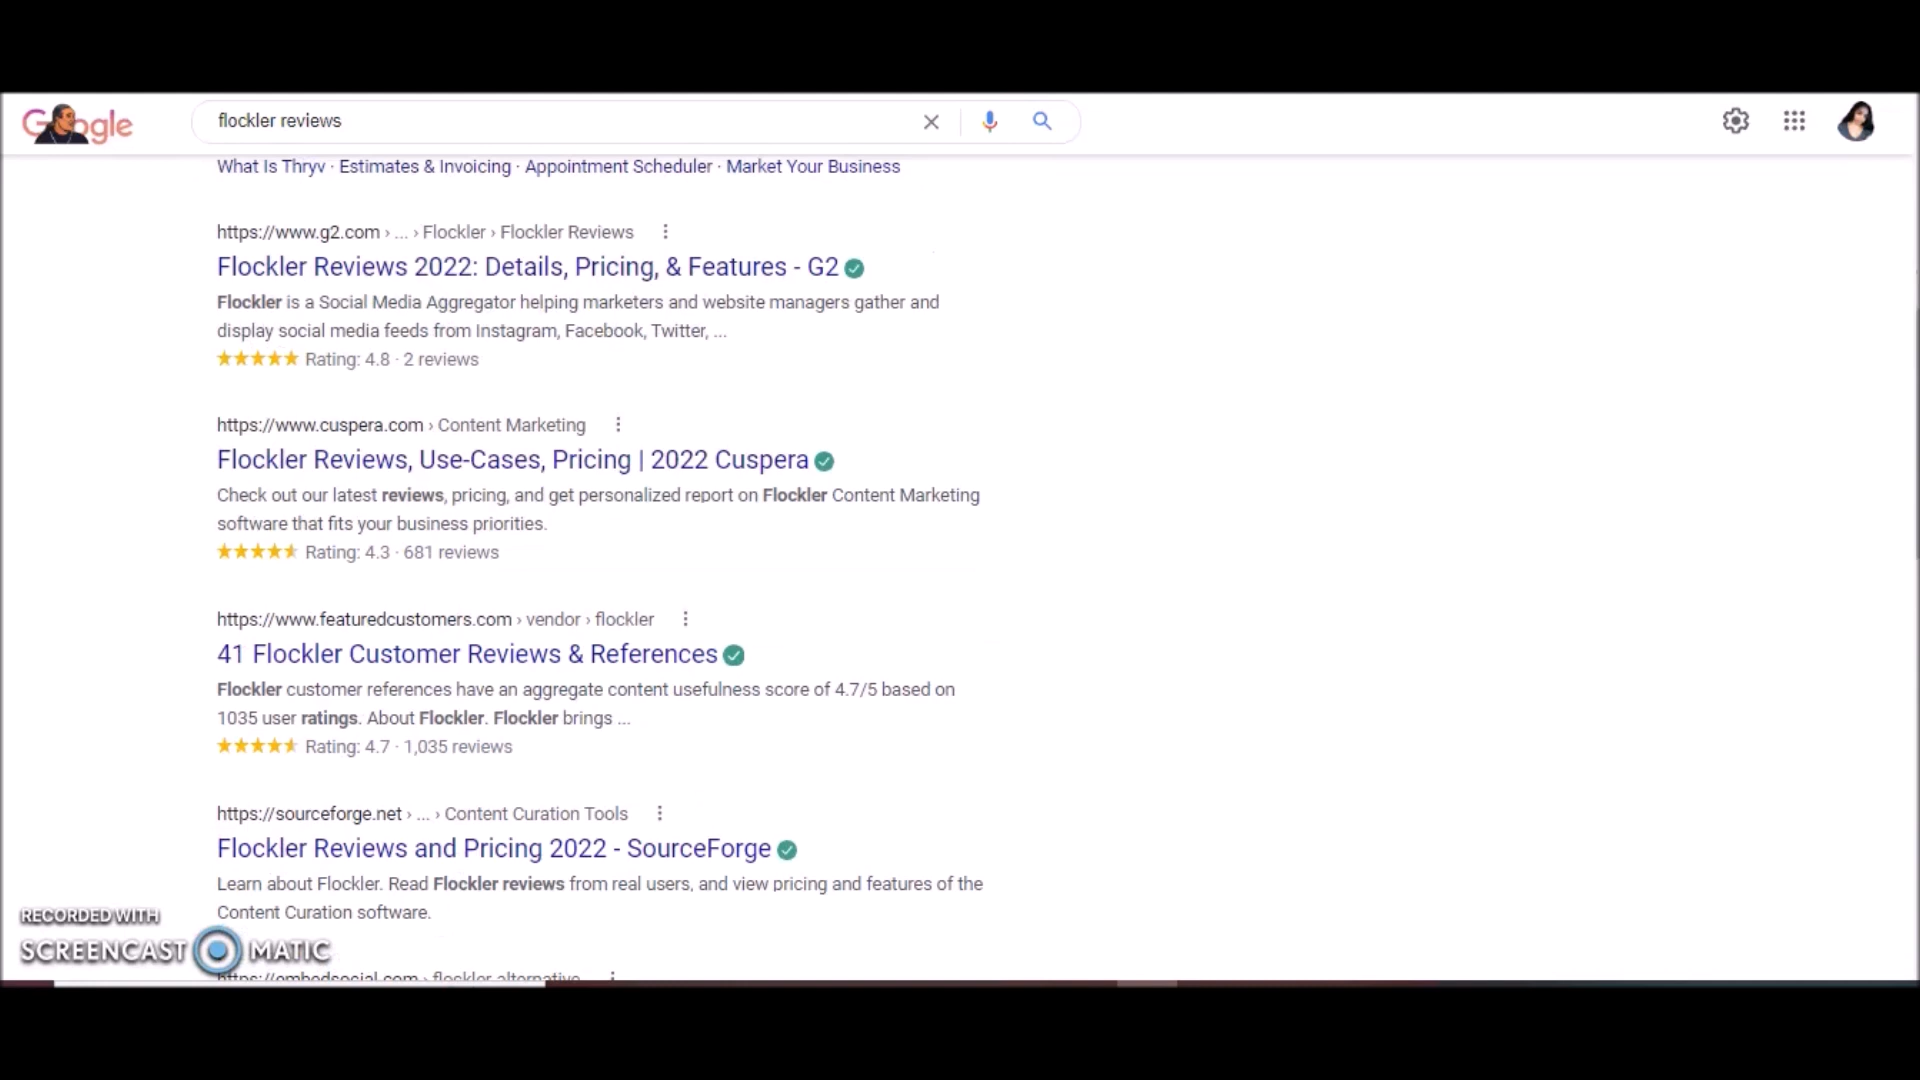 Google
flockler reviews
What Is Thryv · Estimates & Invoicing · Appointment Scheduler · Market Your Business
https://www.g2.com › ... › Flockler › Flockler Reviews
Flockler Reviews 2022: Details, Pricing, & Features - G2
Flockler is a Social Media Aggregator helping marketers and website managers gather and
display social media feeds from Instagram, Facebook, Twitter, ...
Rating: 4.8 · 2 reviews
https://www.cuspera.com › Content Marketing
Flockler Reviews, Use-Cases, Pricing | 2022 Cuspera
Check out our latest reviews, pricing, and get personalized report on Flockler Content Marketing
software that fits your business priorities.
Rating: 4.3 · 681 reviews
https://www.featuredcustomers.com › vendor › flockler
41 Flockler Customer Reviews & References
Flockler customer references have an aggregate content usefulness score of 4.7/5 based on
1035 user ratings. About Flockler. Flockler brings ...
Rating: 4.7 · 1,035 reviews
https://sourceforge.net › ... › Content Curation Tools
Flockler Reviews and Pricing 2022 - SourceForge
Learn about Flockler. Read Flockler reviews from real users, and view pricing and features of the
Content Curation software.
RECORDED WITH
SCREENCAST MATIC
https://embedsocial.com › flockler-alternative